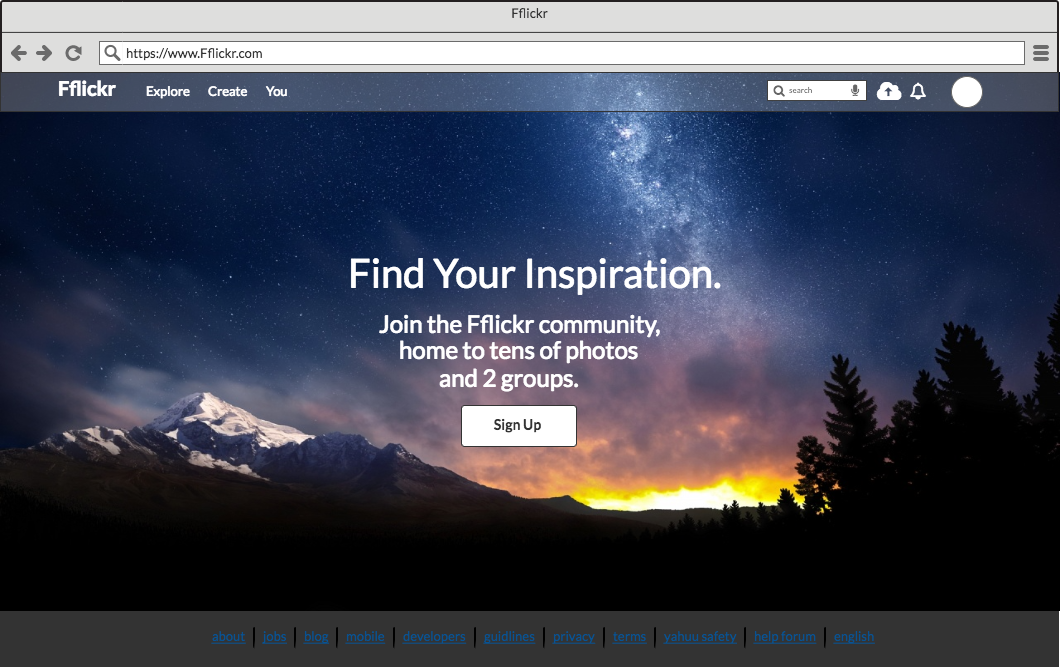 Fflickr
https://www.Fflickr.com
Fflickr Explore Create You search
Find Your Inspiration.
Join the Fflickr community,
home to tens of photos
and 2 groups.
Sign Up
about jobs blog mobile developers guidlines privacy terms yahuu safety help forum english